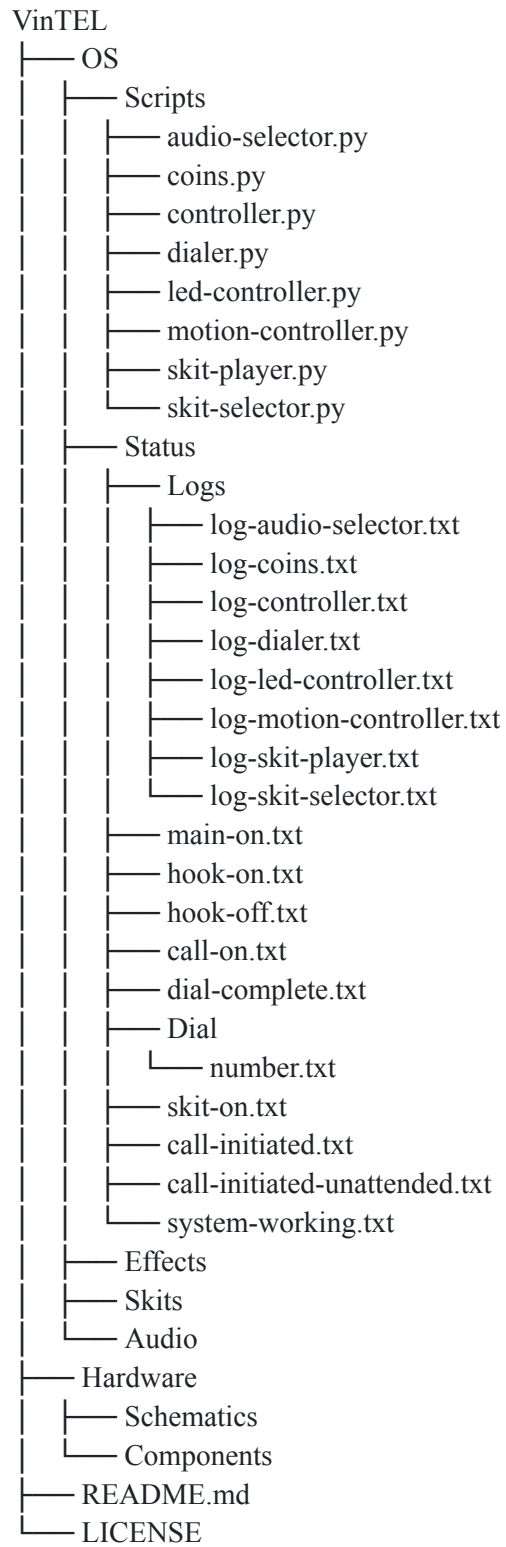 VinTEL
OS
Scripts
audio-selector.py
coins.py
controller.py
dialer.py
led-controller.py
motion-controller.py
skit-player.py
skit-selector.py
Status
Logs
log-audio-selector.txt
log-coins.txt
log-controller.txt
log-dialer.txt
log-led-controller.txt
log-motion-controller.txt
log-skit-player.txt
log-skit-selector.txt
main-on.txt
hook-on.txt
hook-off.txt
call-on.txt
dial-complete.txt
Dial
number.txt
skit-on.txt
call-initiated.txt
call-initiated-unattended.txt
system-working.txt
Effects
Skits
Audio
Hardware
Schematics
Components
README.md
LICENSE